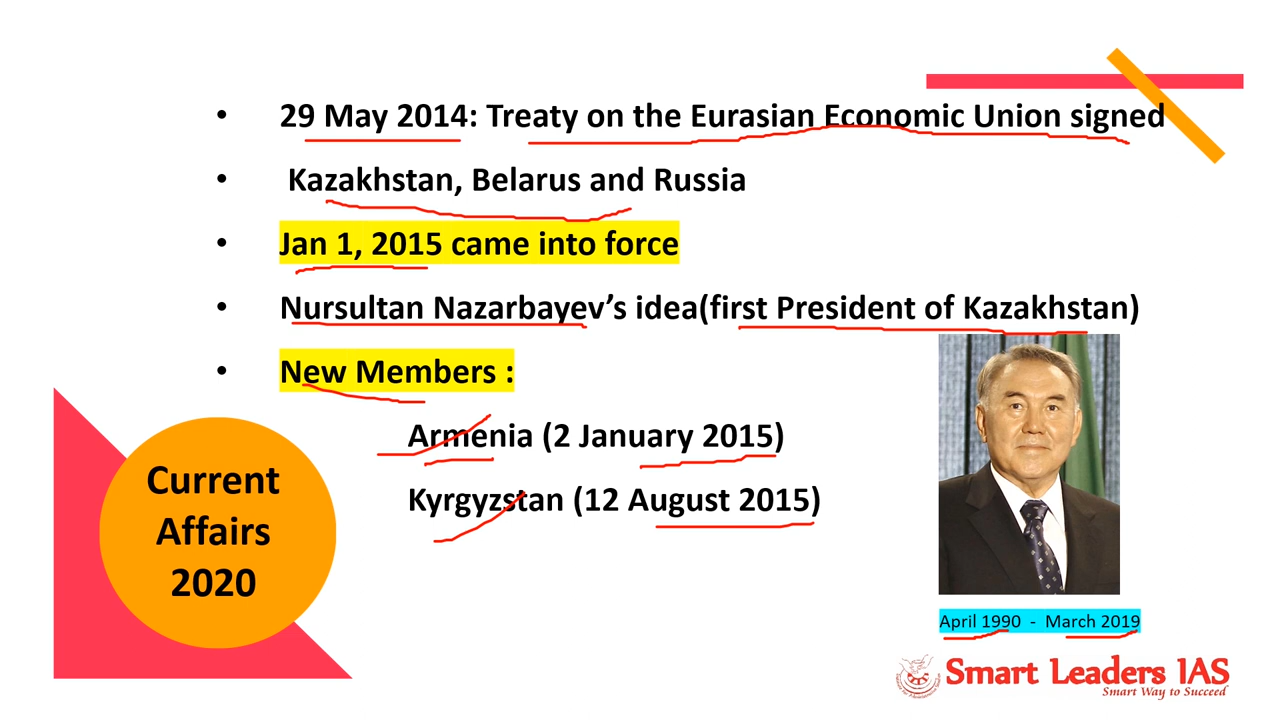 • 29 May 2014: Treaty on the Eurasian Economic Union signed
• Kazakhstan, Belarus and Russia
• Jan 1, 2015 came into force
• Nursultan Nazarbayev’s idea(first President of Kazakhstan)
• New Members :
Armenia (2 January 2015)
Kyrgyzstan (12 August 2015)
Current
Affairs
2020
April 1990 - March 2019
Smart Leaders IAS
Smart Way to Succeed